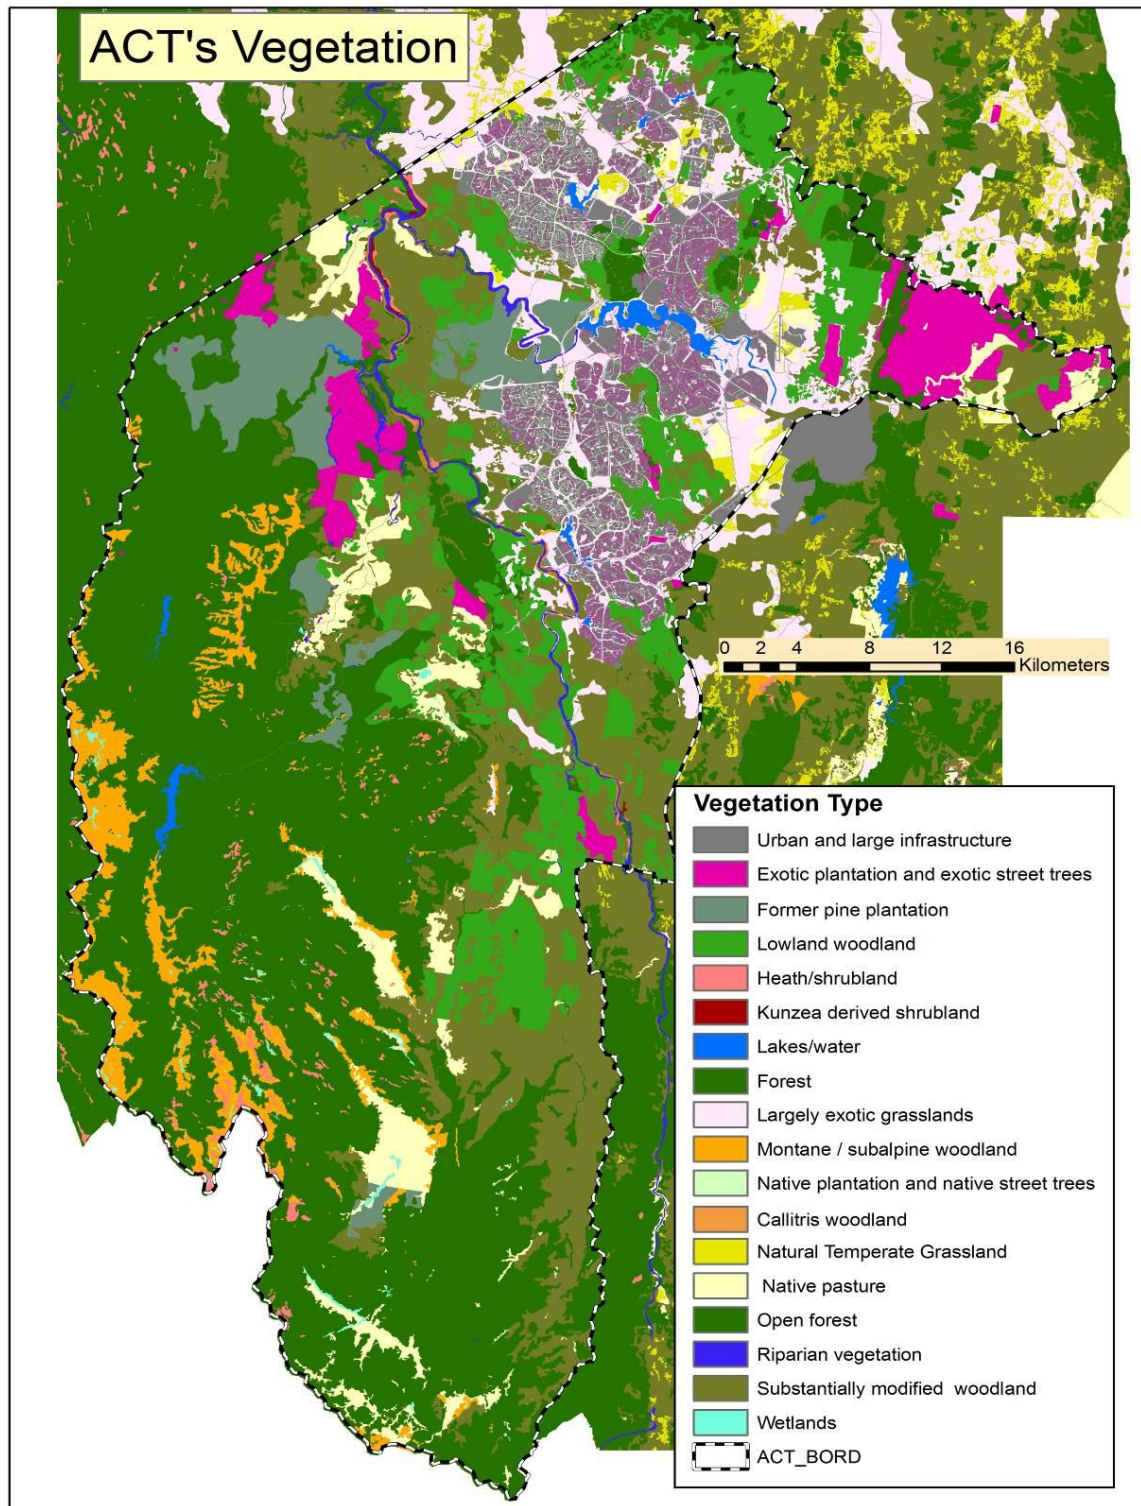 ACT's Vegetation
0 2 4 8 12 16
Kilometers
Vegetation Type
Urban and large infrastructure
Exotic plantation and exotic street trees
Former pine plantation
Lowland woodland
Heath/shrubland
Kunzea derived shrubland
Lakes/water
Forest
Largely exotic grasslands
Montane / subalpine woodland
Native plantation and native street trees
Callitris woodland
Natural Temperate Grassland
Native pasture
Open forest
Riparian vegetation
Substantially modified woodland
Wetlands
ACT_BORD